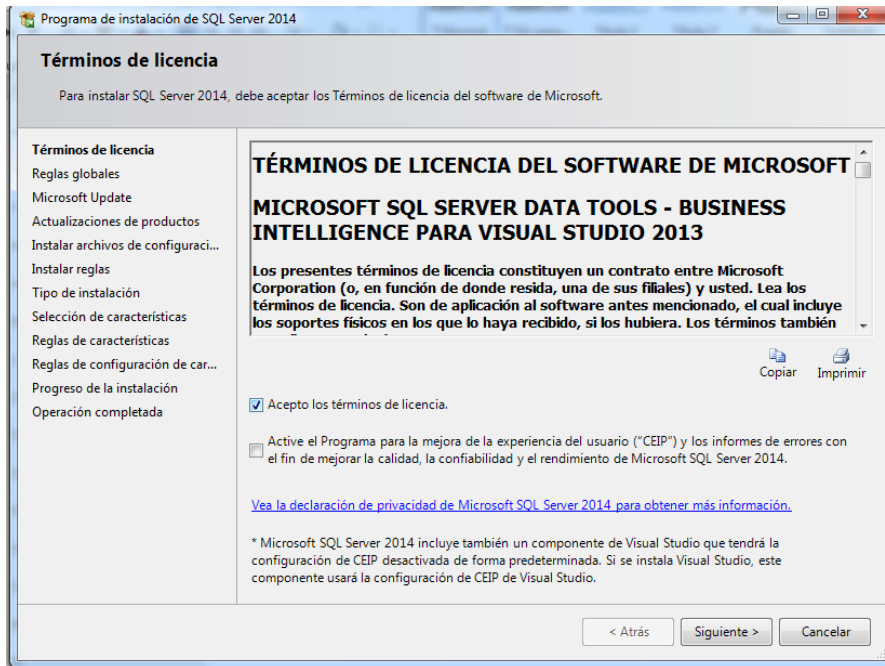 Programa de instalación de SQL Server 2014
Términos de licencia
Para instalar SQL Server 2014, debe aceptar los Términos de licencia del software de Microsoft.
Términos de licencia
Reglas globales
Microsoft Update
Actualizaciones de productos
Instalar archivos de configuraci...
Instalar reglas
Tipo de instalación
Selección de características
Reglas de características
Reglas de configuración de car...
Progreso de la instalación
Operación completada
TÉRMINOS DE LICENCIA DEL SOFTWARE DE MICROSOFT
MICROSOFT SQL SERVER DATA TOOLS - BUSINESS
INTELLIGENCE PARA VISUAL STUDIO 2013
Los presentes términos de licencia constituyen un contrato entre Microsoft
Corporation (o, en función de donde resida, una de sus filiales) y usted. Lea los
términos de licencia. Son de aplicación al software antes mencionado, el cual incluye
los soportes físicos en los que lo haya recibido, si los hubiera. Los términos también
Copiar
Imprimir
Acepto los términos de licencia.
Active el Programa para la mejora de la experiencia del usuario ("CEIP") y los informes de errores con
el fin de mejorar la calidad, la confiabilidad y el rendimiento de Microsoft SQL Server 2014.
Vea la declaración de privacidad de Microsoft SQL Server 2014 para obtener más información.
* Microsoft SQL Server 2014 incluye también un componente de Visual Studio que tendrá la
configuración de CEIP desactivada de forma predeterminada. Si se instala Visual Studio, este
componente usará la configuración de CEIP de Visual Studio.
< Atrás
Siguiente >
Cancelar